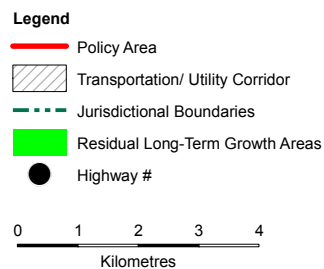 Legend
Policy Area
Transportation/ Utility Corridor
Jurisdictional Boundaries
Residual Long-Term Growth Areas
Highway #
0 1 2 3 4
Kilometres